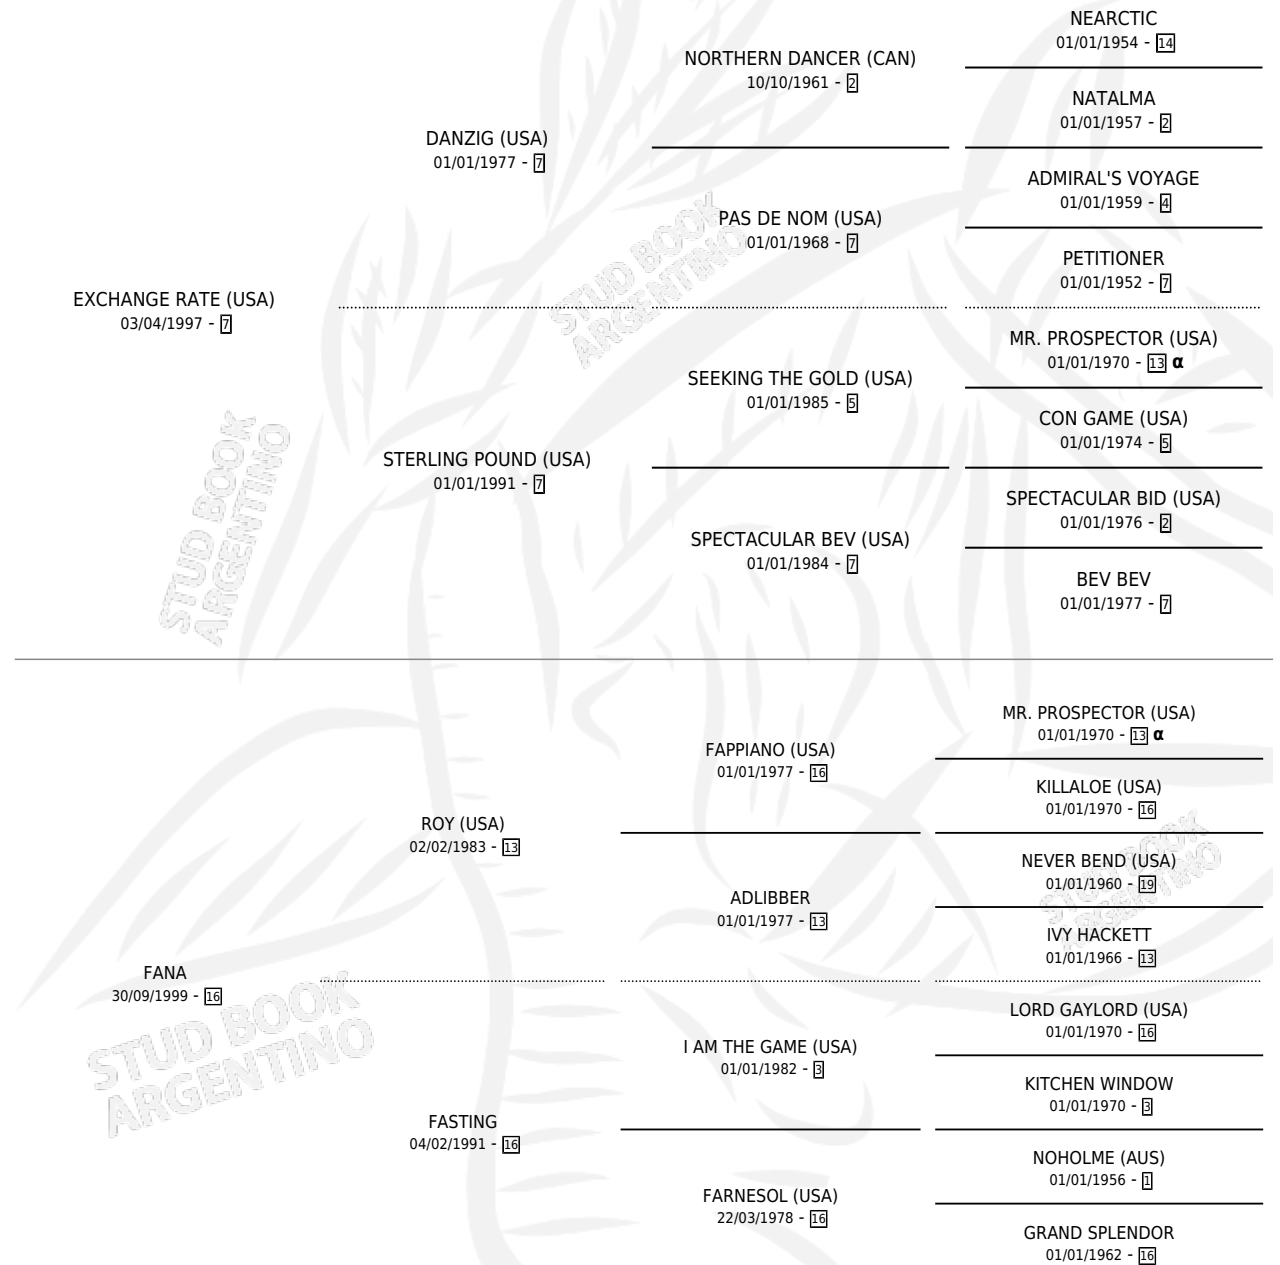 NEARCTIC
01/01/1954 - 14
NORTHERN DANCER (CAN)
10/10/1961 - 2
NATALMA
01/01/1957 - 2
DANZIG (USA)
01/01/1977 - 7
ADMIRAL'S VOYAGE
01/01/1959 - 4
PAS DE NOM (USA)
01/01/1968 - 7
PETITIONER
01/01/1952 - 7
EXCHANGE RATE (USA)
03/04/1997 - 7
MR. PROSPECTOR (USA)
01/01/1970 - 13 α
SEEKING THE GOLD (USA)
01/01/1985 - 5
CON GAME (USA)
01/01/1974 - 5
STERLING POUND (USA)
01/01/1991 - 7
SPECTACULAR BID (USA)
01/01/1976 - 2
SPECTACULAR BEV (USA)
01/01/1984 - 7
BEV BEV
01/01/1977 - 7
MR. PROSPECTOR (USA)
01/01/1970 - 13 α
FAPPIANO (USA)
01/01/1977 - 16
KILLALOE (USA)
01/01/1970 - 16
ROY (USA)
02/02/1983 - 13
NEVER BEND (USA)
01/01/1960 - 19
ADLIBBER
01/01/1977 - 13
IVY HACKETT
01/01/1966 - 13
FANA
30/09/1999 - 16
LORD GAYLORD (USA)
01/01/1970 - 16
I AM THE GAME (USA)
01/01/1982 - 3
KITCHEN WINDOW
01/01/1970 - 3
FASTING
04/02/1991 - 16
NOHOLME (AUS)
01/01/1956 - 1
FARNESOL (USA)
22/03/1978 - 16
GRAND SPLENDOR
01/01/1962 - 16
STUD BOOK
ARGENTINO
STUD BOOK
ARGENTINO
STUD BOOK
ARGENTINO
STUD BOOK
ARGENTINO